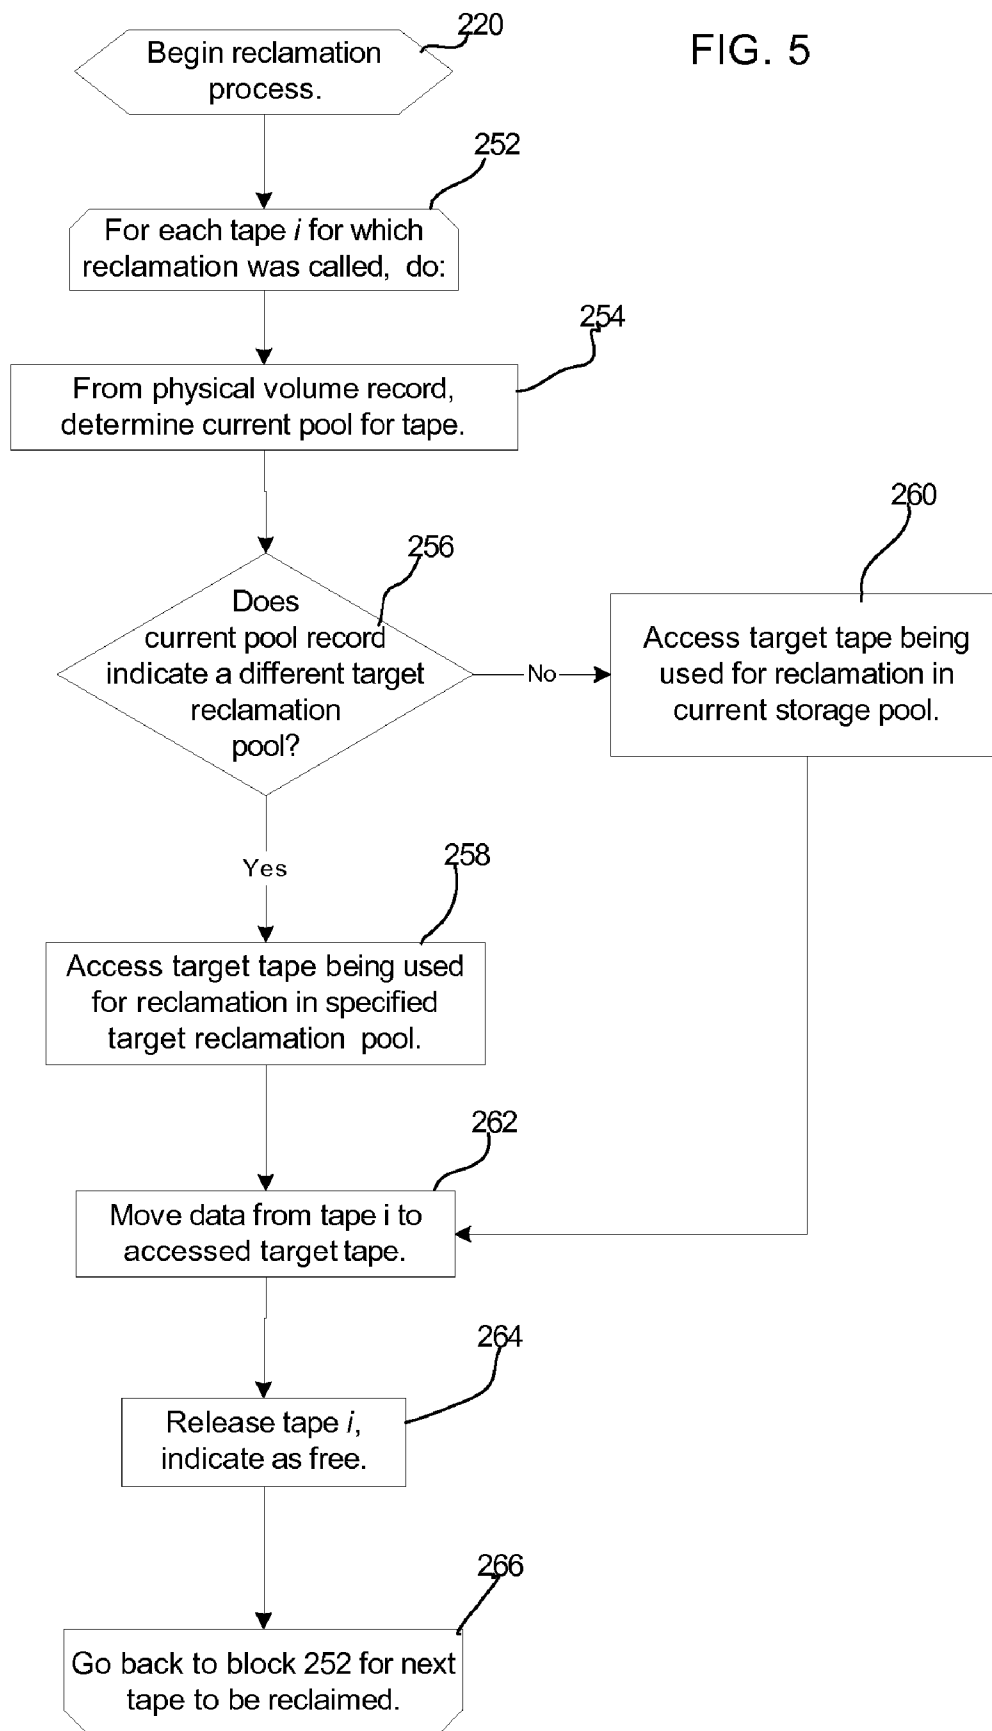 220
FIG. 5
Begin reclamation
process.
252
For each tape i for which
reclamation was called, do:
254
From physical volume record,
determine current pool for tape.
256
260
Does
current pool record
indicate a different target
reclamation
pool?
No
Access target tape being
used for reclamation in
current storage pool.
Yes
258
Access target tape being used
for reclamation in specified
target reclamation pool.
262
Move data from tape i to
accessed target tape.
264
Release tape i,
indicate as free.
266
Go back to block 252 for next
tape to be reclaimed.